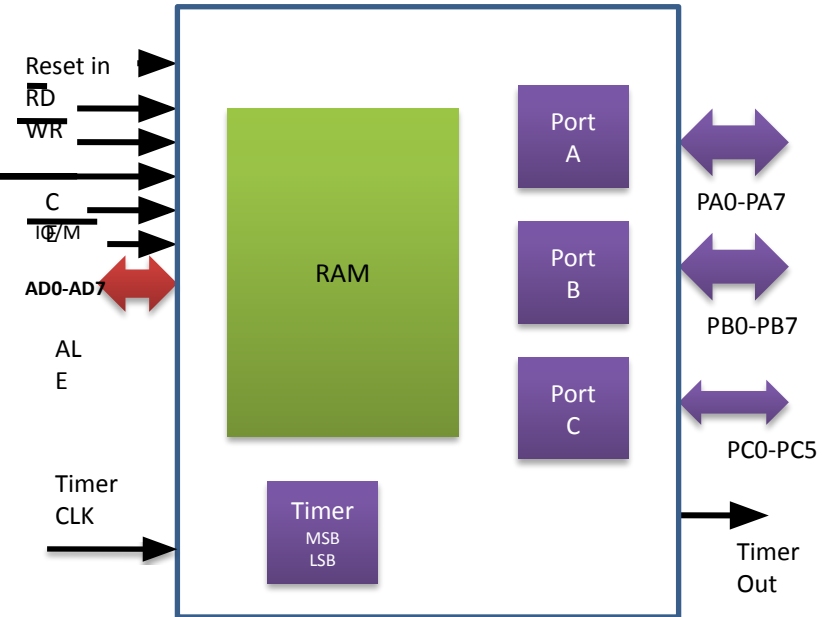 Reset in
RD
WR
C
E
IO/M
AD0-AD7
AL
E
Timer
CLK
RAM
Timer
MSB
LSB
Port
A
Port
B
Port
C
PA0-PA7
PB0-PB7
PC0-PC5
Timer
Out